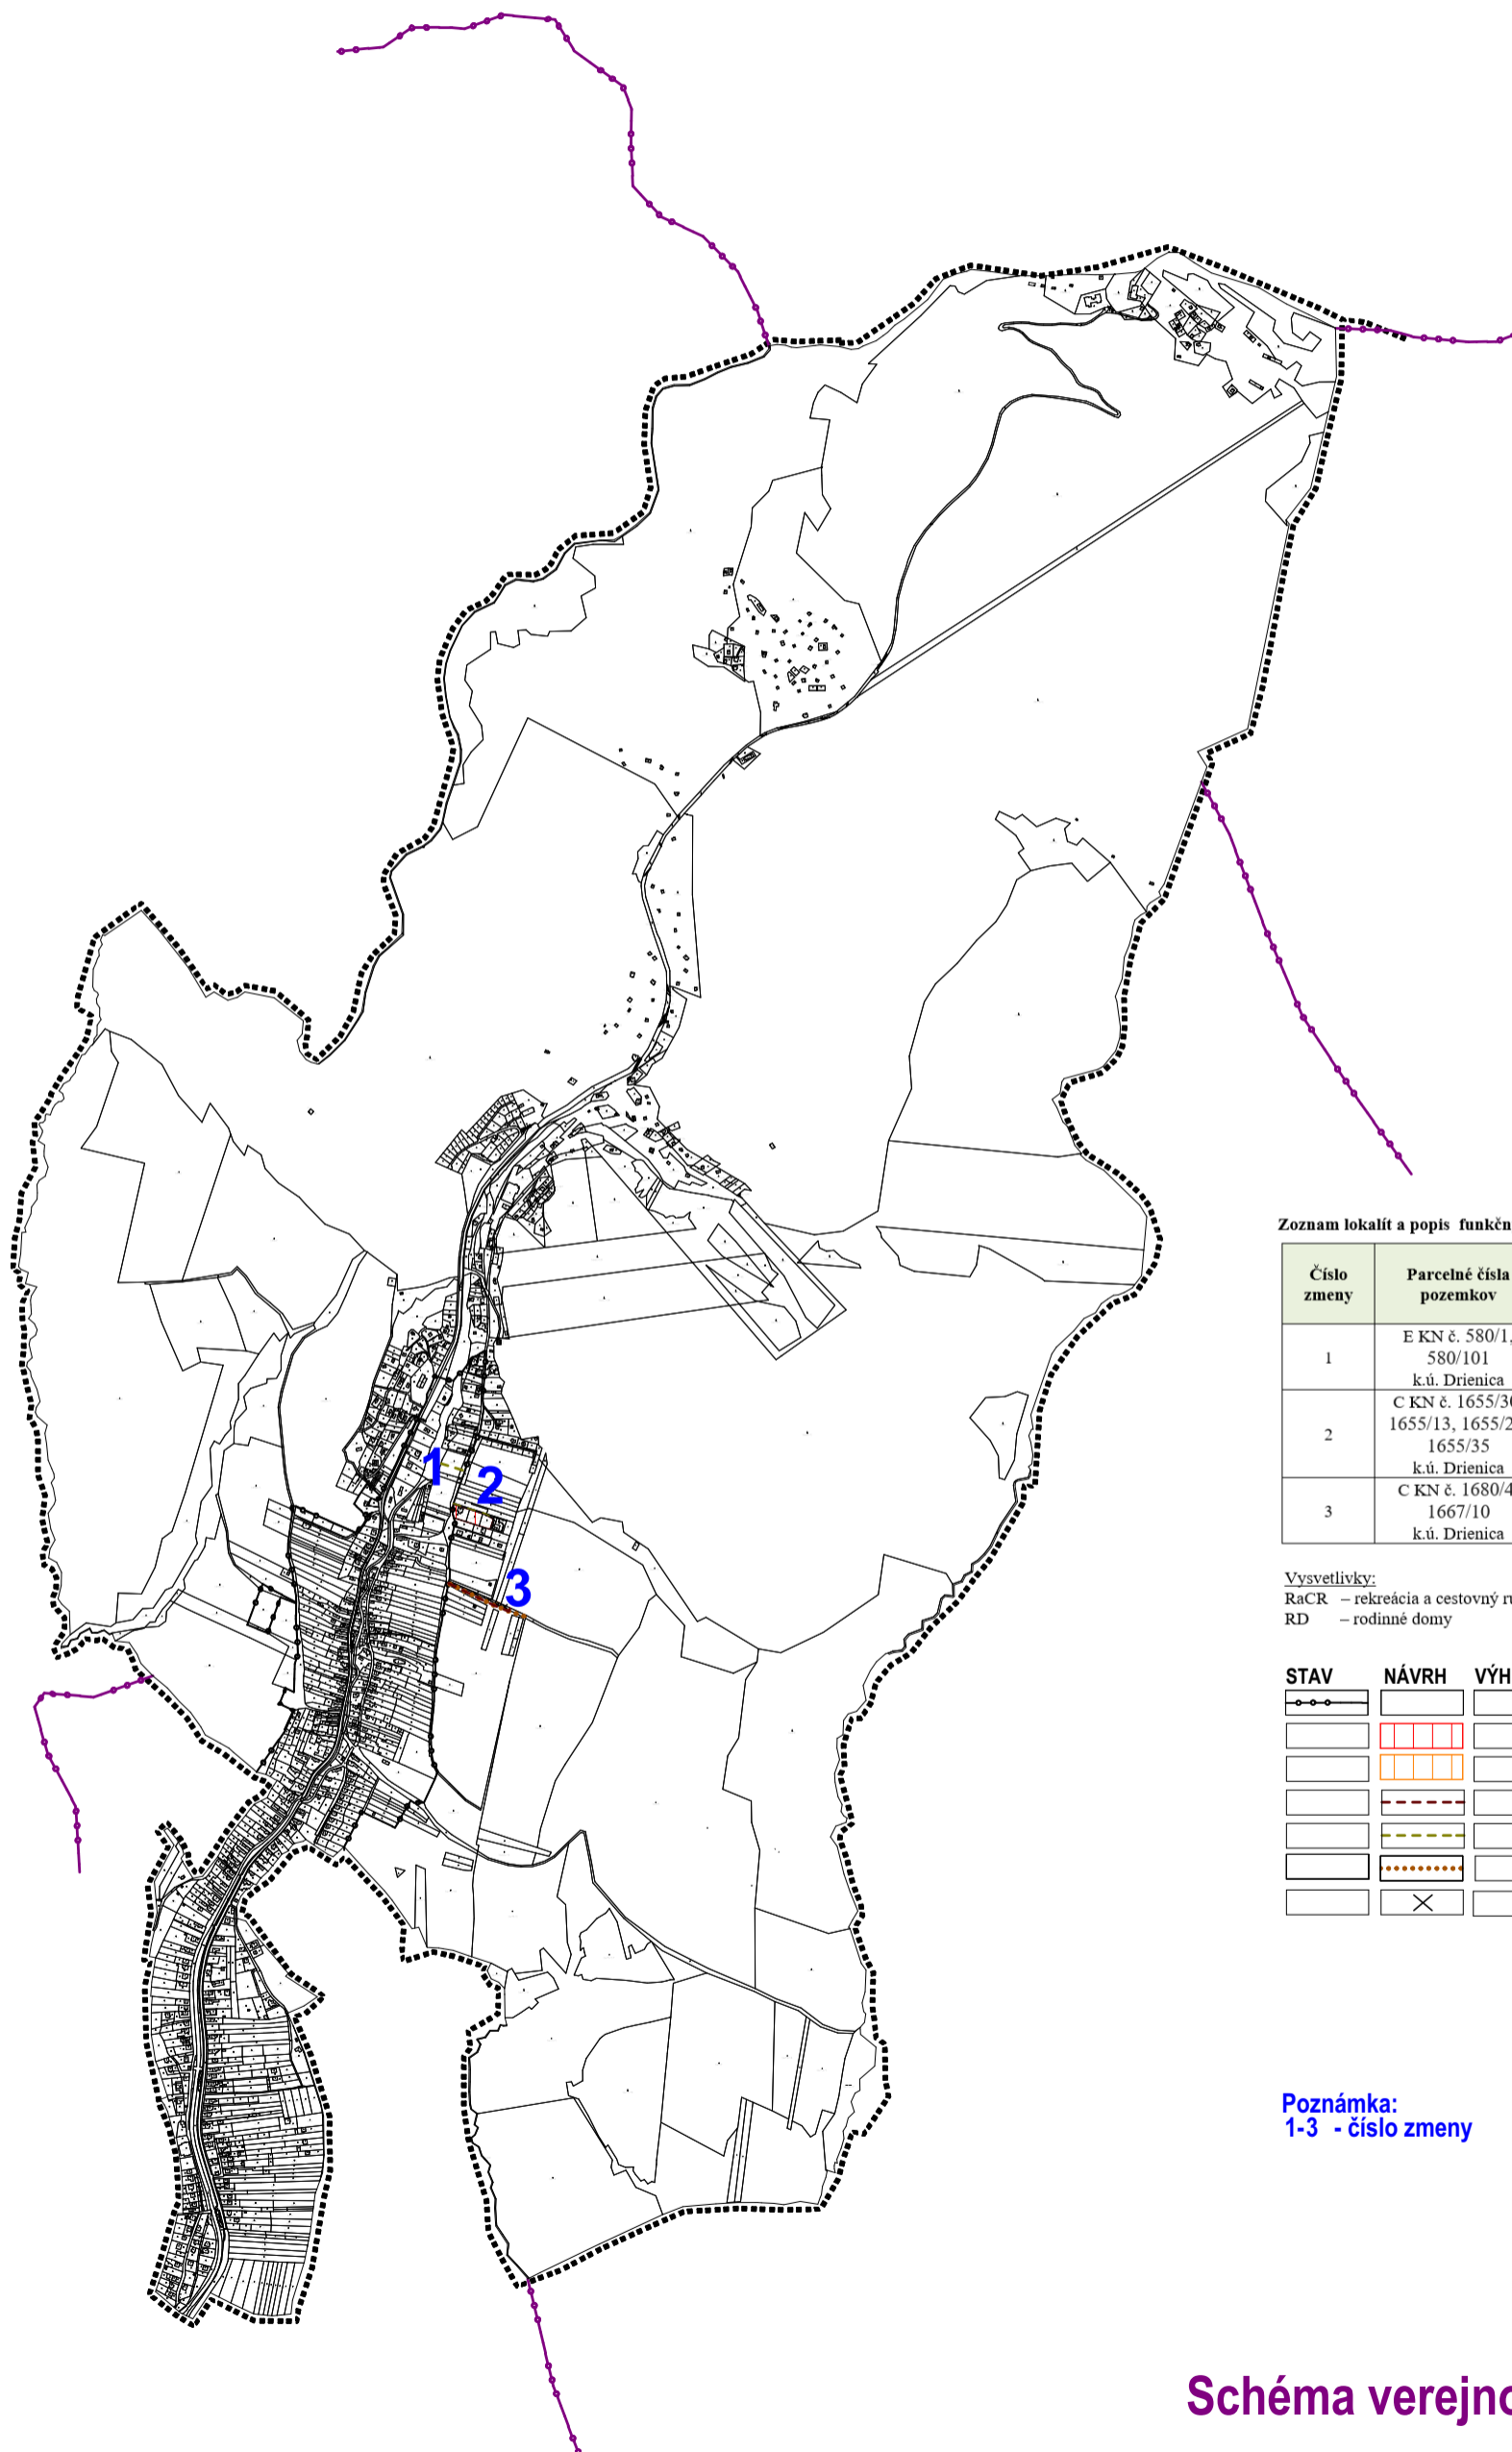 1
2
3
Zoznam lokalít a popis funkčn
Číslo
zmeny
Parcelné čísla
pozemkov
1
E KN č. 580/1,
580/101
k.ú. Drienica
2
C KN č. 1655/30
1655/13, 1655/2
1655/35
k.ú. Drienica
3
C KN č. 1680/4
1667/10
k.ú. Drienica
Vysvetlivky:
RaCR – rekreácia a cestovný ru
RD – rodinné domy
STAV NÁVRH VÝH
Poznámka:
1-3 - číslo zmeny
Schéma verejno